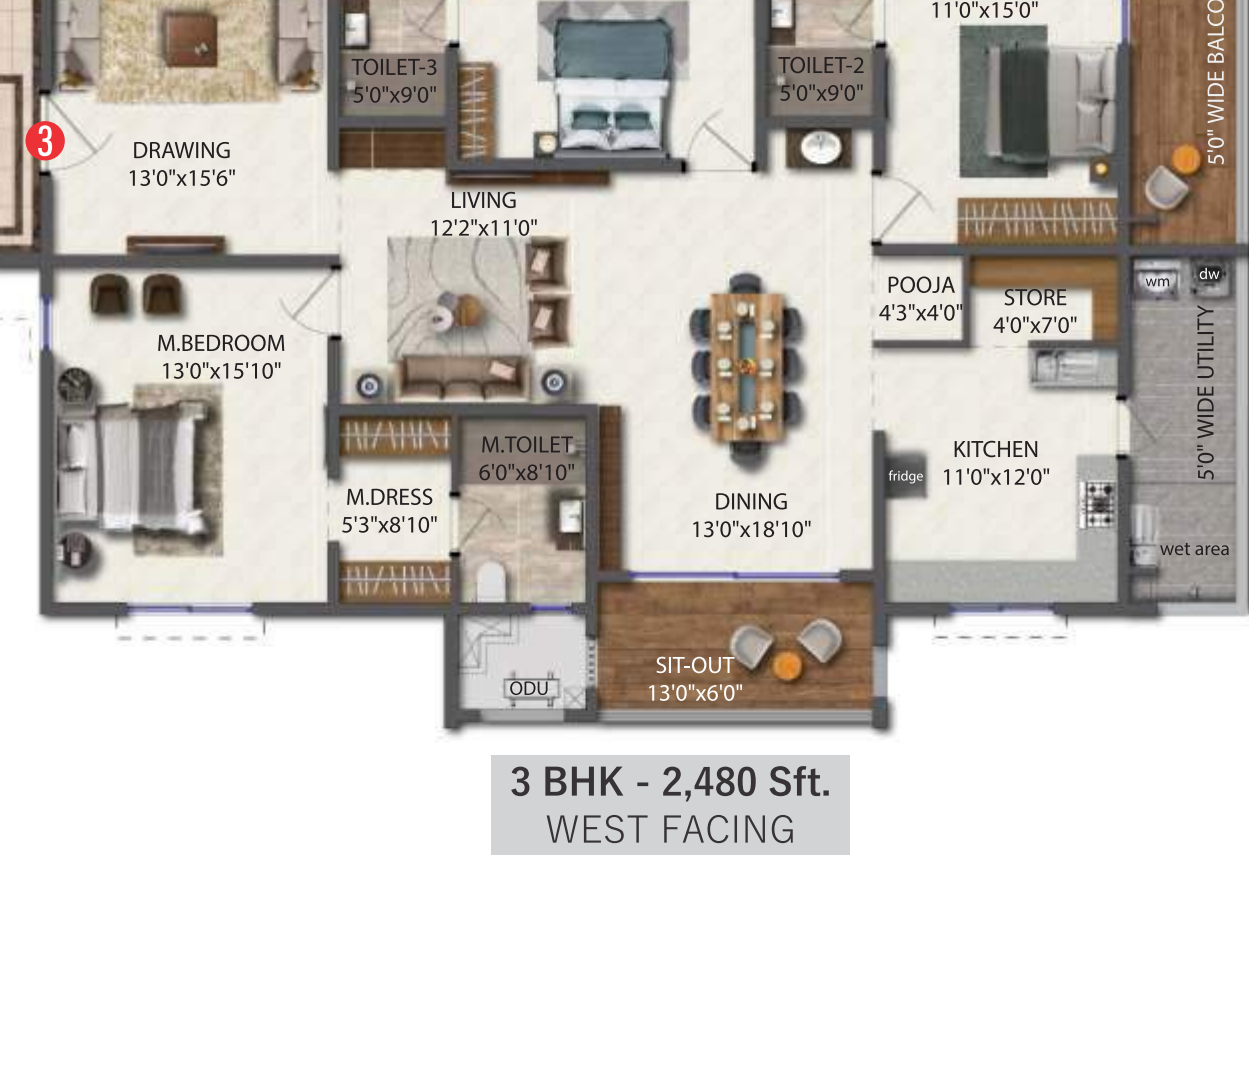 11'0"x15'0"
5'0" WIDE BALCO
TOILET-3
5'0"x9'0"
TOILET-2
5'0"x9'0"
3
DRAWING
13'0"x15'6"
LIVING
12'2"x11'0"
POOJA
4'3"x4'0"
STORE
4'0"x7'0"
wm
dw
5'0" WIDE UTILITY
M.BEDROOM
13'0"x15'10"
M.TOILET
6'0"x8'10"
M.DRESS
5'3"x8'10"
DINING
13'0"x18'10"
fridge
KITCHEN
11'0"x12'0"
wet area
ODU
SIT-OUT
13'0"x6'0"
3 BHK - 2,480 Sft.
WEST FACING